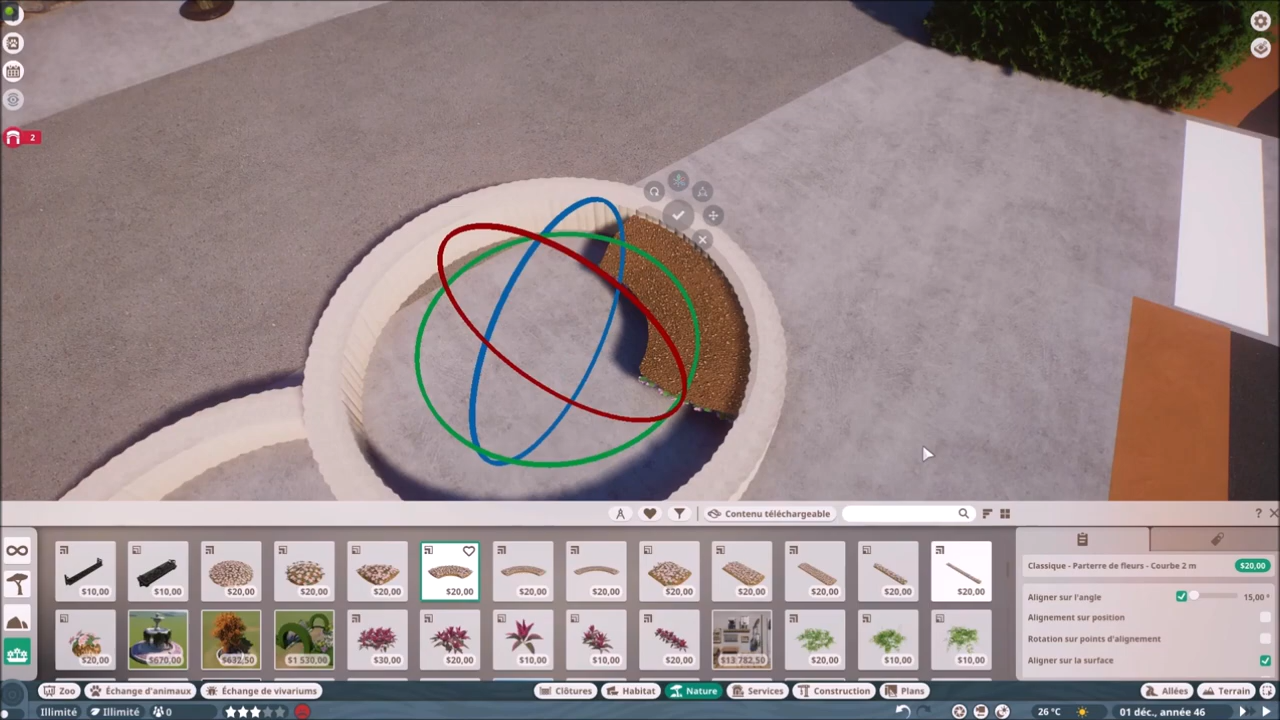 2
Contenu téléchargeable
?
$10,00 $10,00 $20,00 $20,00 $20,00 $20,00 $20,00 $20,00 $20,00 $20,00 $20,00 $20,00 $20,00
$20,00 $670,00 $632,50 $1 530,00 $30,00 $20,00 $10,00 $10,00 $20,00 $13 782,50 $20,00 $10,00 $10,00
Classique - Parterre de fleurs - Courbe 2 m $20,00
Aligner sur l'angle 15,00 °
Alignement sur position
Rotation sur points d'alignement
Aligner sur la surface
Zoo Échange d'animaux Échange de vivariums Clôtures Habitat Nature Services Construction Plans Allées Terrain
Illimité Illimité 0 26 °C 01 déc., année 46